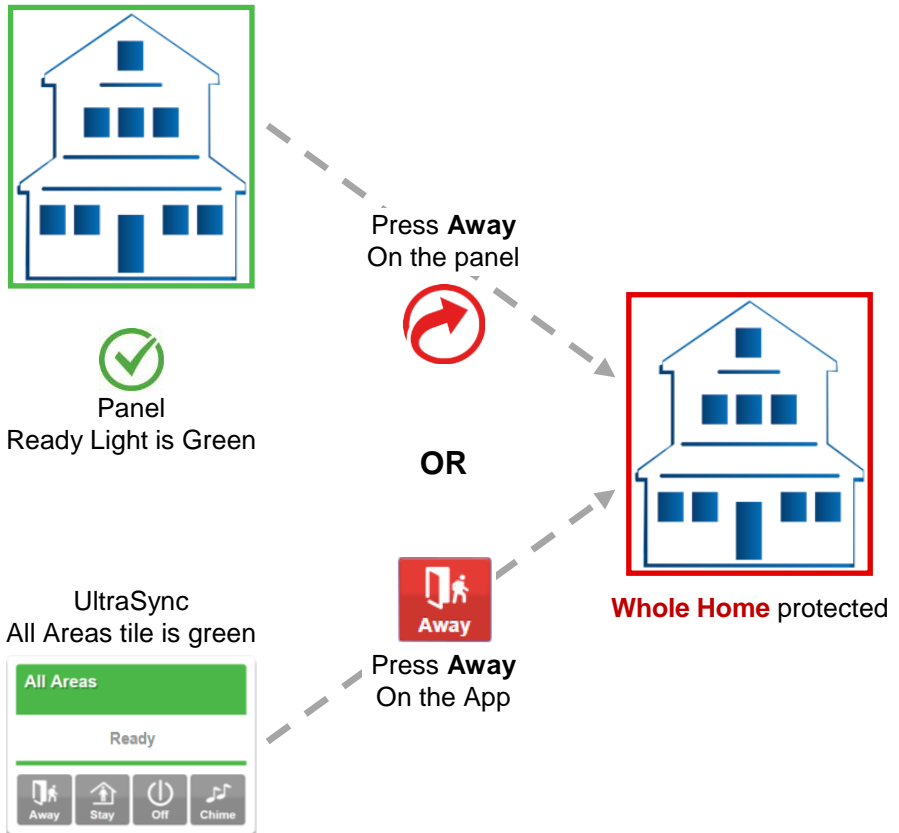 Press Away
On the panel
Panel
Ready Light is Green
OR
UltraSync
All Areas tile is green
All Areas
Ready
Away
Stay
Off
Chime
Away
Press Away
On the App
Whole Home protected